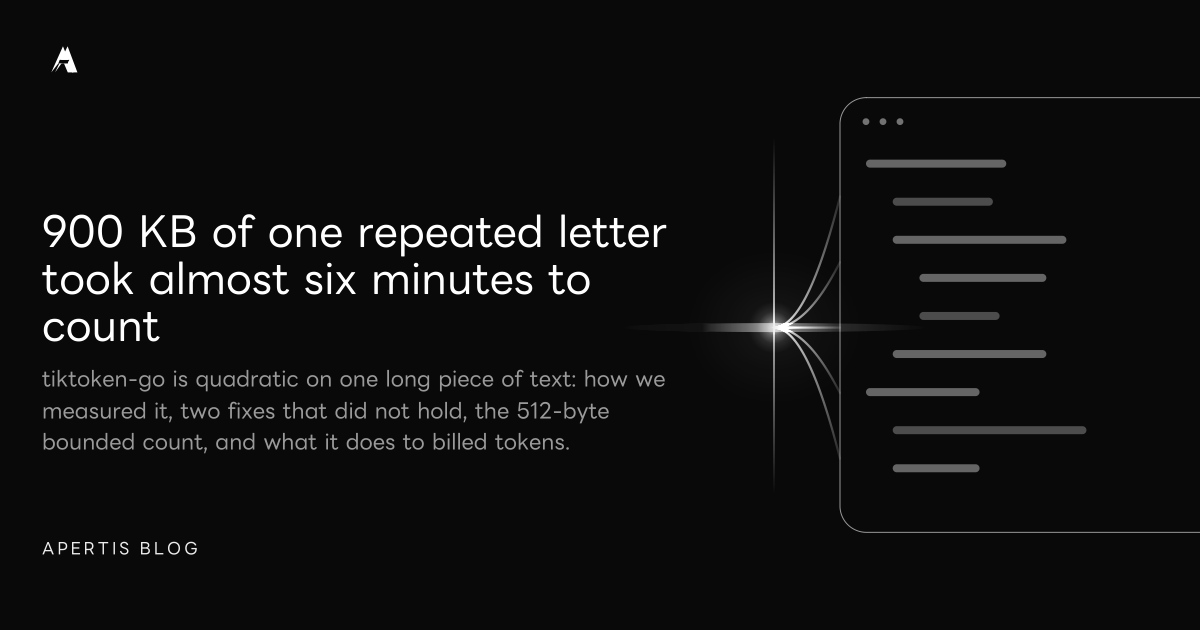 900 KB of one repeated letter
took almost six minutes to
count
tiktoken-go is quadratic on one long piece of text: how we
measured it, two fixes that did not hold, the 512-byte
bounded count, and what it does to billed tokens.
APERTIS BLOG